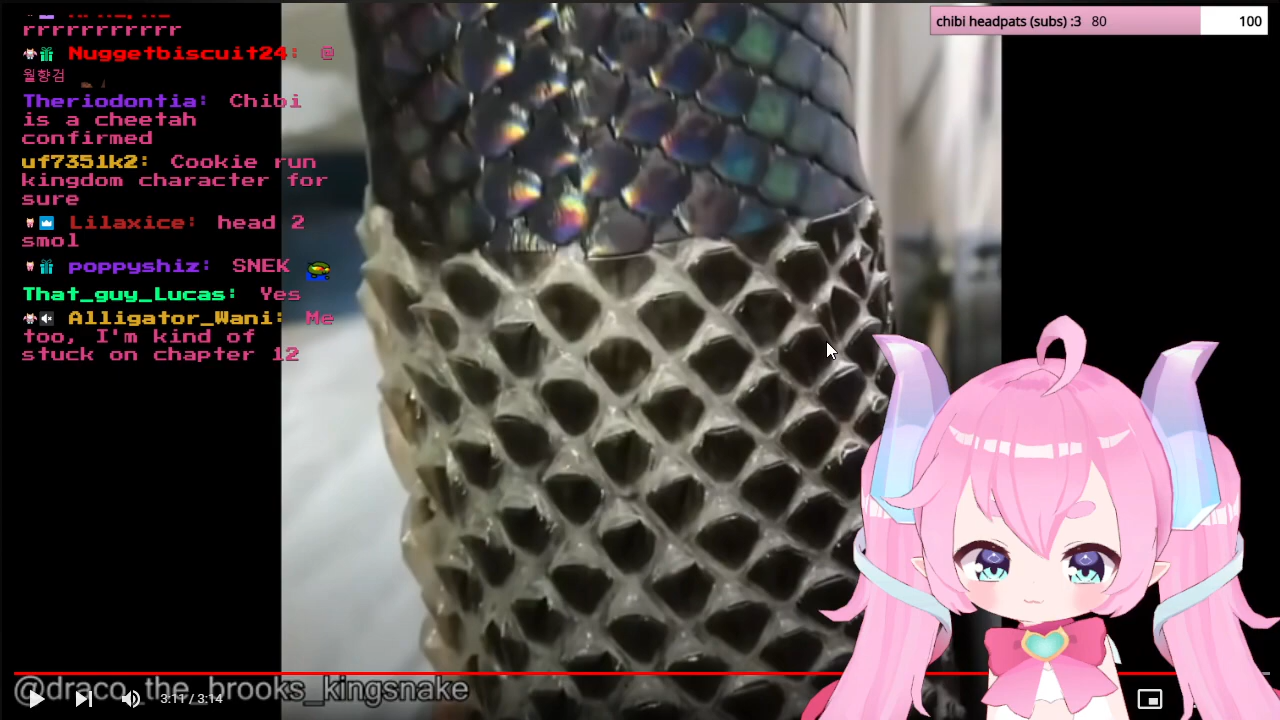 rrrrrrrrrrr
Nuggetbiscuit24: @
월향검
Theriodontia: Chibi
is a cheetah
confirmed
uf7351k2: Cookie run
kingdom character for
sure
Lilaxice: head 2
smol
poppyshiz: SNEK
That_guy_Lucas: Yes
Alligator_Wani: Me
too, I'm kind of
stuck on chapter 12
chibi headpats (subs) :3 80 100
@draco_the_brooks_kingsnake
3:11 / 3:14